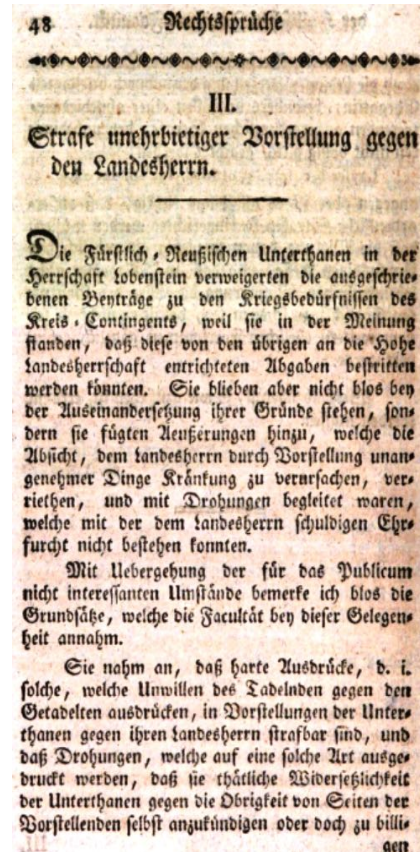 48 Rechtssprüche
III.
Strafe unehrbietiger Vorstellung gegen
den Landesherrn.
Die Fürstlich-Reußischen Unterthanen in der
Herrschaft Lobenstein verweigerten die ausgeschrie-
benen Beyträge zu den Kriegsbedürfnissen des
Kreis-Contingents, weil sie in der Meinung
standen, daß diese von den übrigen an die Hohe
Landesherrschaft entrichteten Abgaben bestritten
werden könnten. Sie blieben aber nicht blos bey
der Auseinandersetzung ihrer Gründe stehen, son-
dern sie fügten Aeußerungen hinzu, welche die
Absicht, dem Landesherrn durch Vorstellung unan-
genehmer Dinge Kränkung zu verursachen, ver-
riethen, und mit Drohungen begleitet waren,
welche mit der dem Landesherrn schuldigen Ehr-
furcht nicht bestehen konnten.
Mit Uebergehung der für das Publicum
nicht interessanten Umstände bemerke ich blos die
Grundsätze, welche die Facultät bey dieser Gelegen-
heit annahm.
Sie nahm an, daß harte Ausdrücke, d. i.
solche, welche Unwillen des Tadelnden gegen den
Getadelten ausdrücken, in Vorstellungen der Unter-
thanen gegen ihren Landesherrn strafbar sind, und
daß Drohungen, welche auf eine solche Art ausge-
druckt werden, daß sie thätliche Widersetzlichkeit
der Unterthanen gegen die Obrigkeit von Seiten der
Vorstellenden selbst anzukündigen oder doch zu billi-
gen